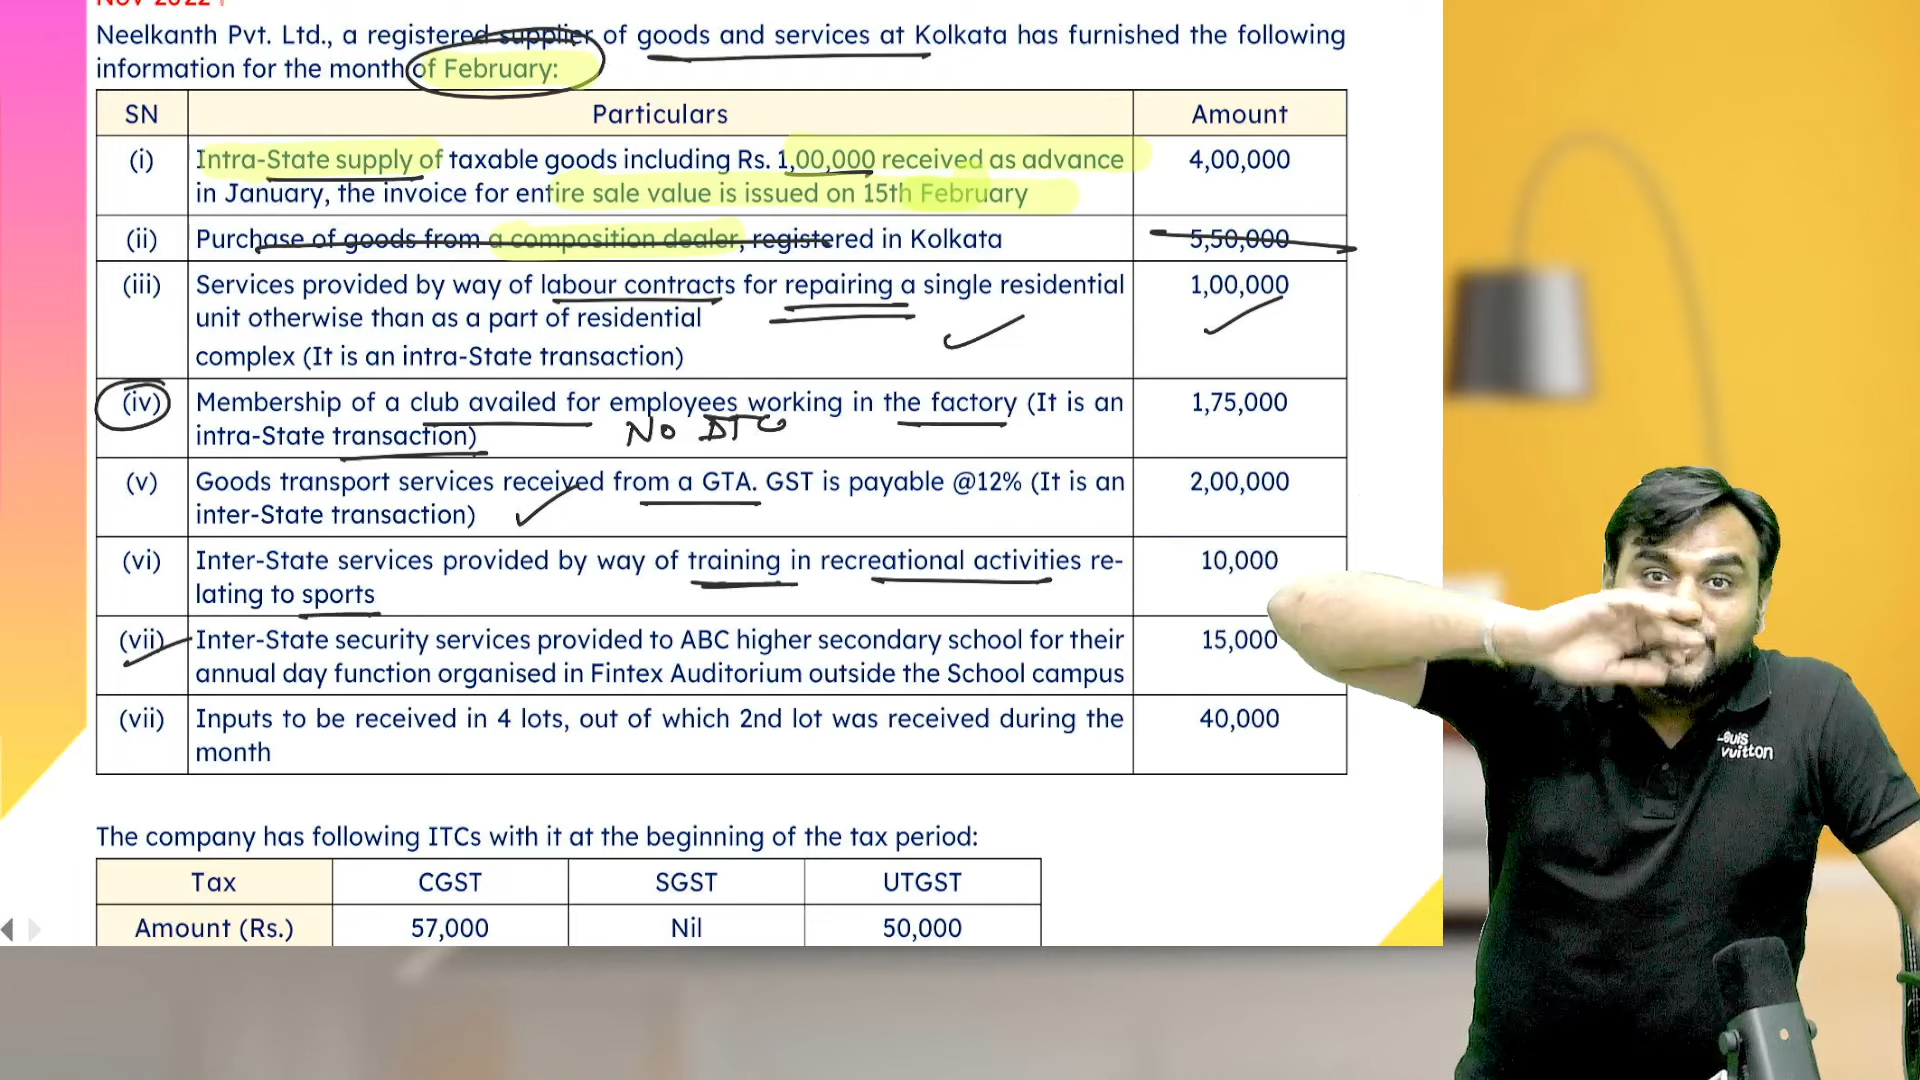 Nov 2022
Neelkanth Pvt. Ltd., a registered supplier of goods and services at Kolkata has furnished the following
information for the month of February:
SN Particulars Amount
(i) Intra-State supply of taxable goods including Rs. 1,00,000 received as advance 4,00,000
in January, the invoice for entire sale value is issued on 15th February
(ii) Purchase of goods from a composition dealer, registered in Kolkata 5,50,000
(iii) Services provided by way of labour contracts for repairing a single residential 1,00,000
unit otherwise than as a part of residential
complex (It is an intra-State transaction)
(iv) Membership of a club availed for employees working in the factory (It is an 1,75,000
intra-State transaction) No ITC
(v) Goods transport services received from a GTA. GST is payable @12% (It is an 2,00,000
inter-State transaction)
(vi) Inter-State services provided by way of training in recreational activities re- 10,000
lating to sports
(vii) Inter-State security services provided to ABC higher secondary school for their 15,000
annual day function organised in Fintex Auditorium outside the School campus
(vii) Inputs to be received in 4 lots, out of which 2nd lot was received during the 40,000
month
The company has following ITCs with it at the beginning of the tax period:
Tax CGST SGST UTGST
Amount (Rs.) 57,000 Nil 50,000
Louis
Vuitton